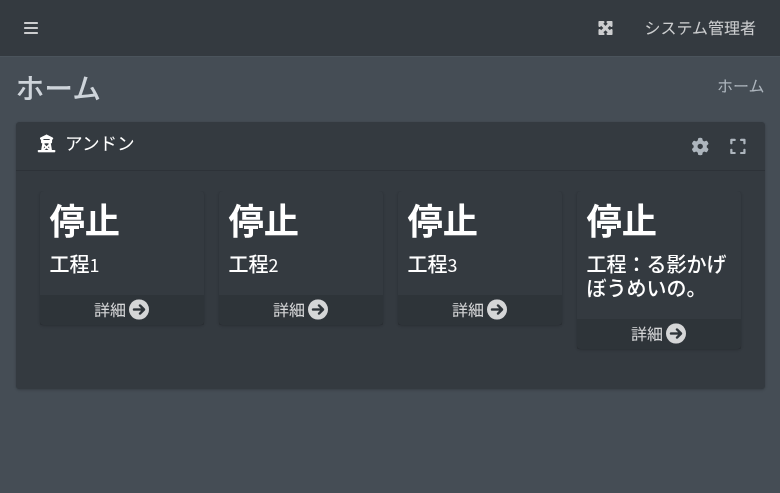 システム管理者
ホーム
ホーム
アンドン
停止
工程1
詳細
停止
工程2
詳細
停止
工程3
詳細
停止
工程：る影かげ
ぼうめいの。
詳細